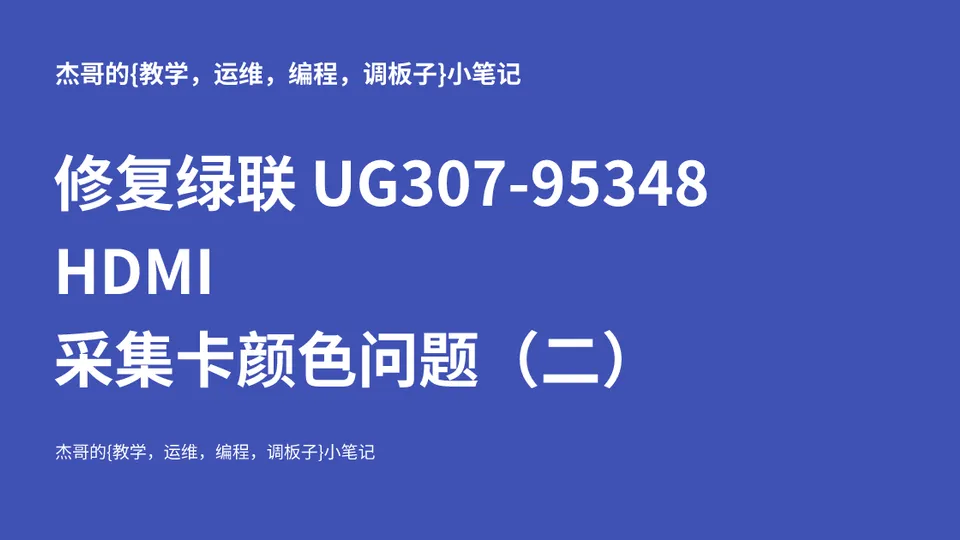 杰哥的{教学，运维，编程，调板子}小笔记
修复绿联 UG307-95348
HDMI
采集卡颜色问题（二）
杰哥的{教学，运维，编程，调板子}小笔记